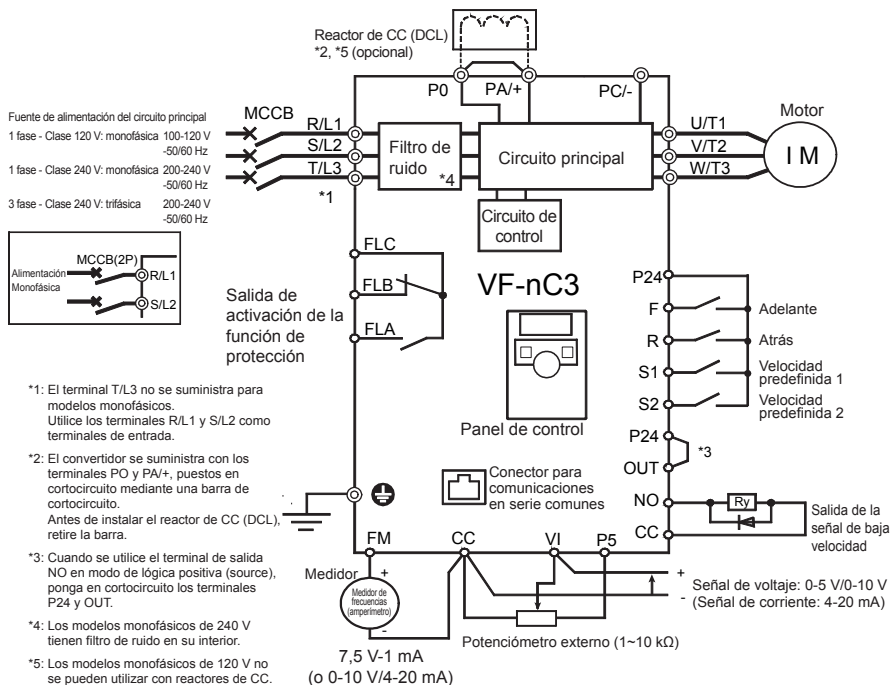 Reactor de CC (DCL)
*2, *5 (opcional)
P0
PA/+
PC/-
Fuente de alimentación del circuito principal
1 fase - Clase 120 V: monofásica 100-120 V
-50/60 Hz
1 fase - Clase 240 V: monofásica 200-240 V
-50/60 Hz
3 fase - Clase 240 V: trifásica 200-240 V
-50/60 Hz
MCCB
R/L1
S/L2
T/L3
*1
Filtro de
ruido
*4
Circuito principal
Circuito de
control
U/T1
V/T2
W/T3
Motor
I M
MCCB(2P)
Alimentación
Monofásica
R/L1
S/L2
FLC
FLB
FLA
Salida de
activación de la
función de
protección
VF-nC3
Panel de control
Conector para
comunicaciones
en serie comunes
P24
F
R
S1
S2
P24
OUT
NO
CC
Adelante
Atrás
Velocidad
predefinida 1
Velocidad
predefinida 2
*3
Ry
Salida de la
señal de baja
velocidad
*1: El terminal T/L3 no se suministra para
modelos monofásicos.
Utilice los terminales R/L1 y S/L2 como
terminales de entrada.
*2: El convertidor se suministra con los
terminales PO y PA/+, puestos en
cortocircuito mediante una barra de
cortocircuito.
Antes de instalar el reactor de CC (DCL),
retire la barra.
*3: Cuando se utilice el terminal de salida
NO en modo de lógica positiva (source),
ponga en cortocircuito los terminales
P24 y OUT.
*4: Los modelos monofásicos de 240 V
tienen filtro de ruido en su interior.
*5: Los modelos monofásicos de 120 V no
se pueden utilizar con reactores de CC.
FM
CC
VI
P5
Medidor
+
Medidor de
frecuencias
(amperímetro)
-
7,5 V-1 mA
(o 0-10 V/4-20 mA)
Potenciómetro externo (1~10 kΩ)
+
-
Señal de voltaje: 0-5 V/0-10 V
(Señal de corriente: 4-20 mA)